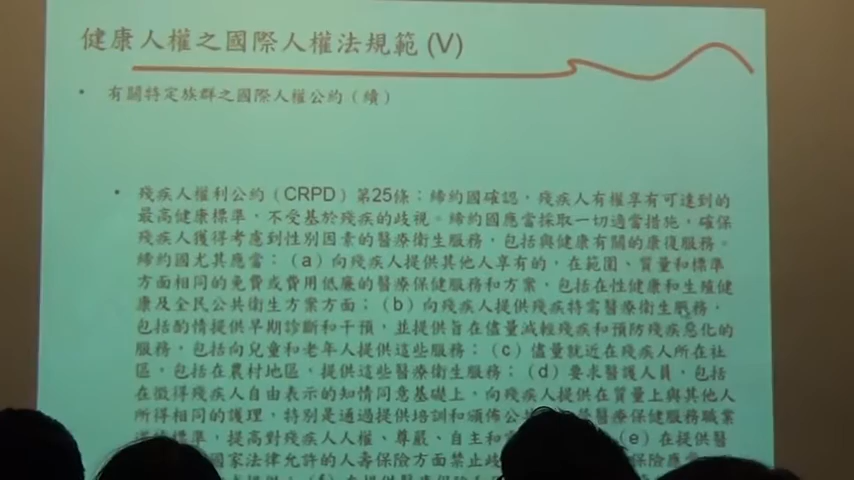 健康人權之國際人權法規範 (V)
• 有關特定族群之國際人權公約（續）
• 殘疾人權利公約（CRPD）第25條：締約國確認，殘疾人有權享有可達到的
最高健康標準，不受基於殘疾的歧視。締約國應當採取一切適當措施，確保
殘疾人獲得考慮到性別因素的醫療衛生服務，包括與健康有關的康復服務。
締約國尤其應當：（a）向殘疾人提供其他人享有的，在範圍、質量和標準
方面相同的免費或費用低廉的醫療保健服務和方案，包括在性健康和生殖健
康及全民公共衛生方案方面；（b）向殘疾人提供殘疾特需醫療衛生服務，
包括酌情提供早期診斷和干預，並提供旨在儘量減輕殘疾和預防殘疾惡化的
服務，包括向兒童和老年人提供這些服務；（c）儘量就近在殘疾人所在社
區，包括在農村地區，提供這些醫療衛生服務；（d）要求醫護人員，包括
在徵得殘疾人自由表示的知情同意基礎上，向殘疾人提供在質量上與其他人
所得相同的護理，特別是通過提供培訓和頒佈公 醫療保健服務職業
標準，提高對殘疾人人權、尊嚴、自主和 （e）在提供醫
國家法律允許的人壽保險方面禁止歧 保險應